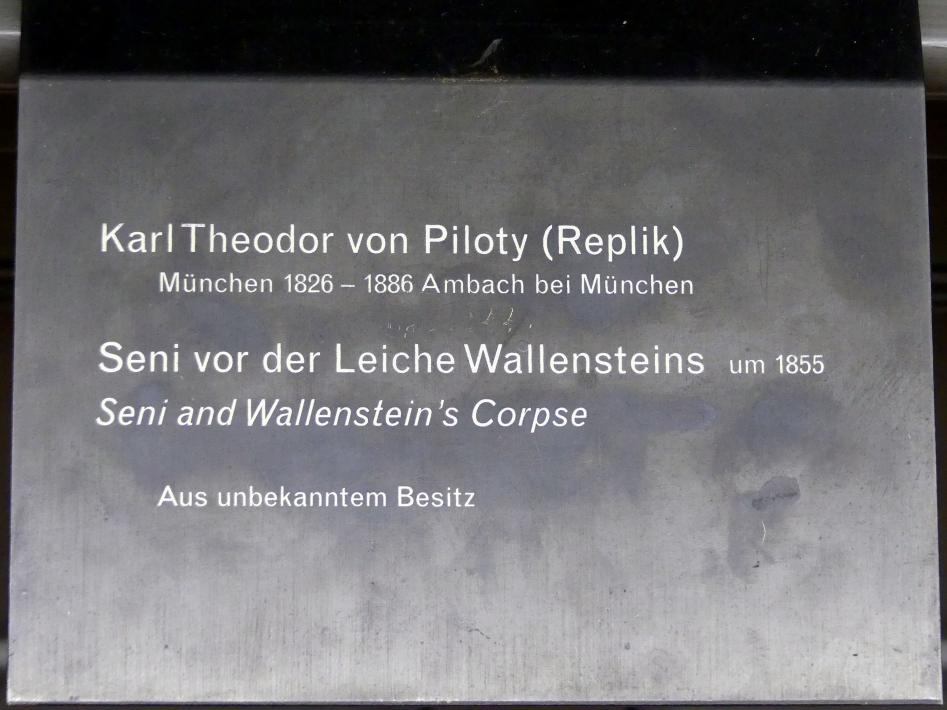 Karl Theodor von Piloty (Replik)
München 1826 – 1886 Ambach bei München
Seni vor der Leiche Wallensteins um 1855
Seni and Wallenstein's Corpse
Aus unbekanntem Besitz